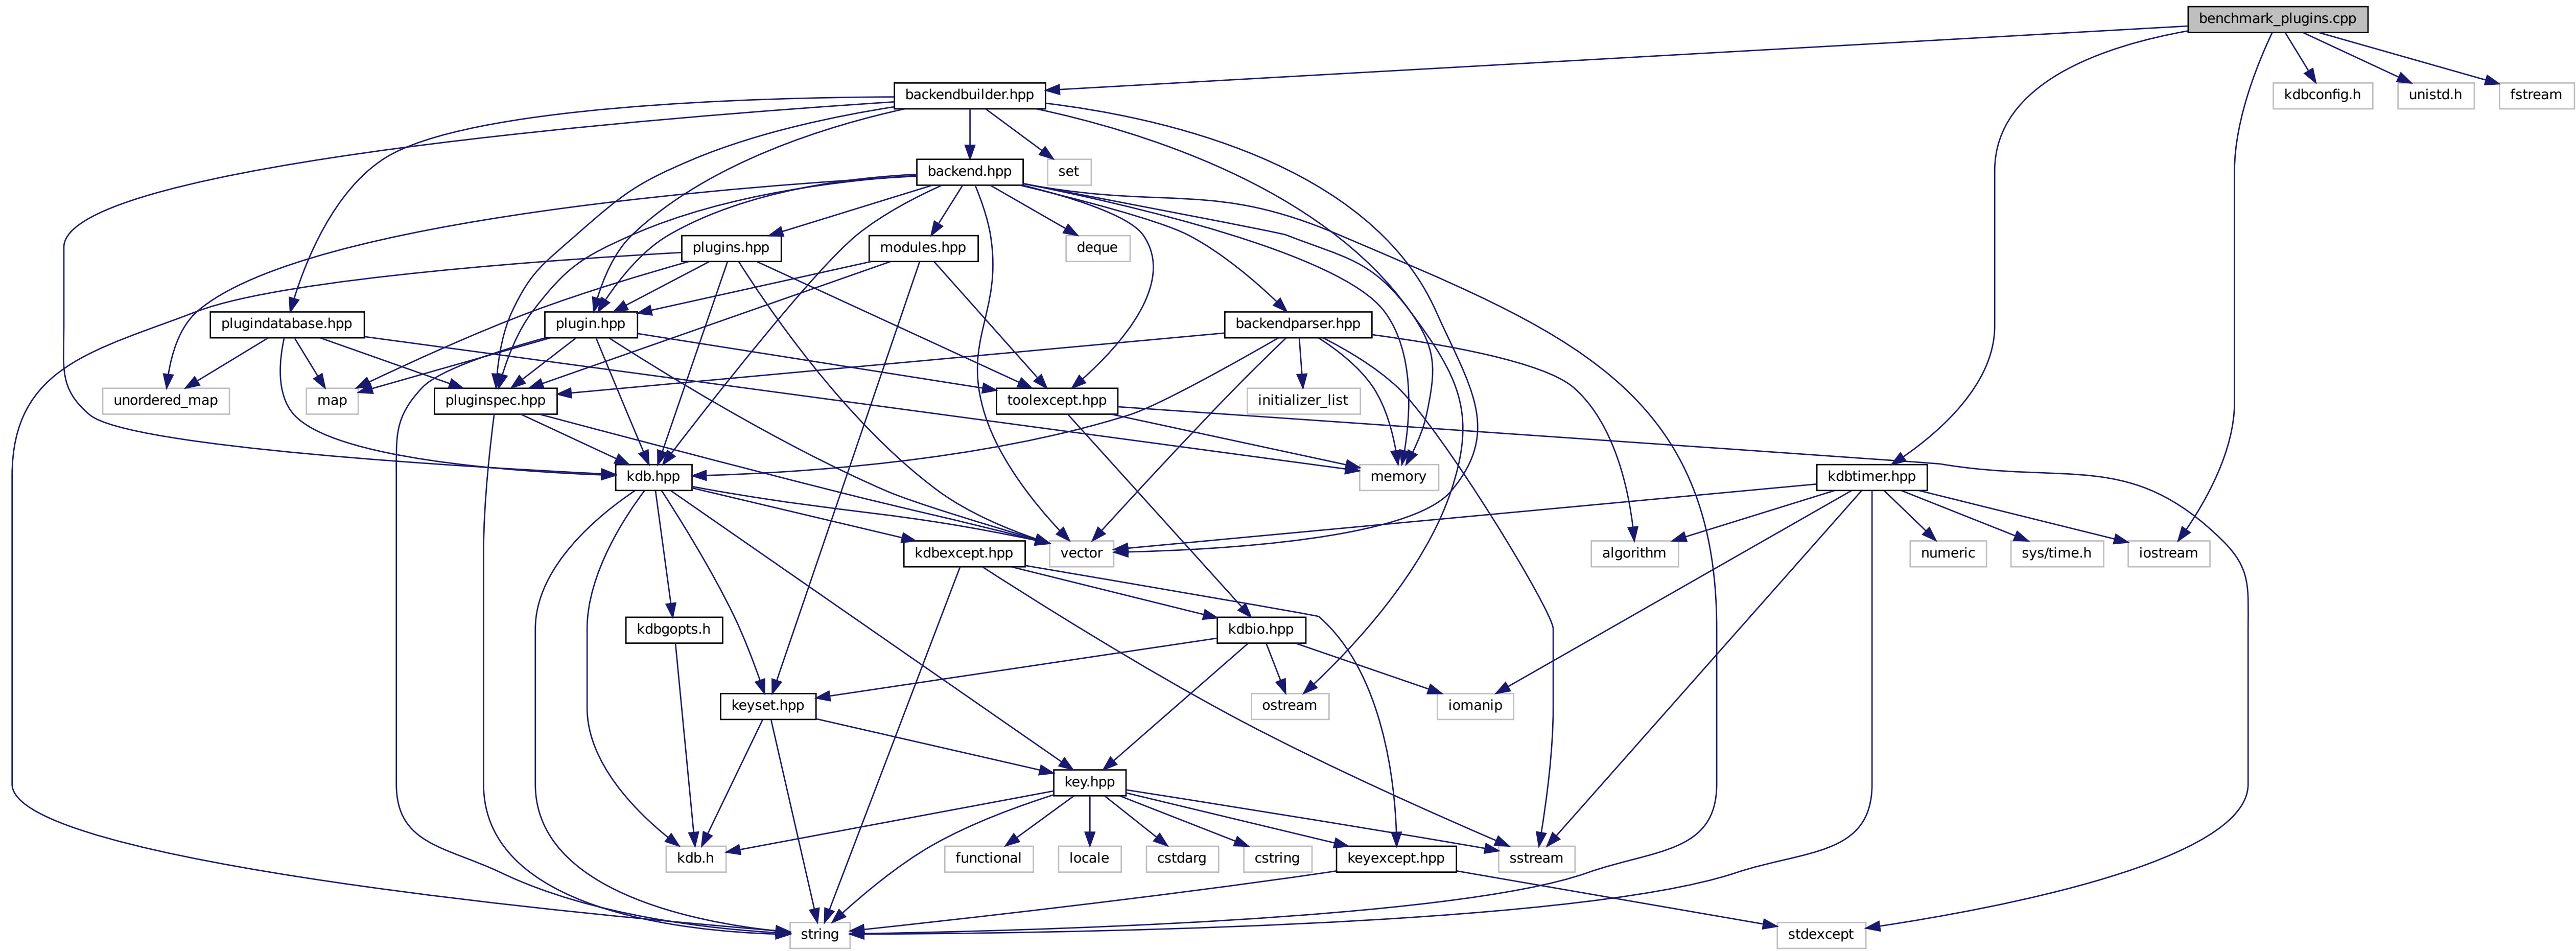 benchmark_plugins.cpp
backendbuilder.hpp
kdbconfig.h
unistd.h
fstream
backend.hpp
set
plugins.hpp
modules.hpp
deque
plugindatabase.hpp
plugin.hpp
backendparser.hpp
unordered_map
map
pluginspec.hpp
toolexcept.hpp
initializer_list
kdb.hpp
memory
kdbtimer.hpp
kdbexcept.hpp
vector
algorithm
numeric
sys/time.h
iostream
kdbgopts.h
kdbio.hpp
keyset.hpp
ostream
iomanip
key.hpp
kdb.h
functional
locale
cstdarg
cstring
keyexcept.hpp
sstream
string
stdexcept